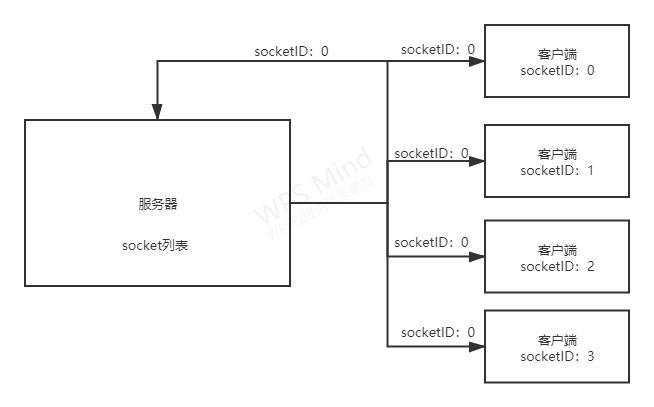 socketID：0
socketID：0
客户端
socketID：0
socketID：0
客户端
socketID：1
服务器
socket列表
socketID：0
客户端
socketID：2
socketID：0
客户端
socketID：3
WPS Mind